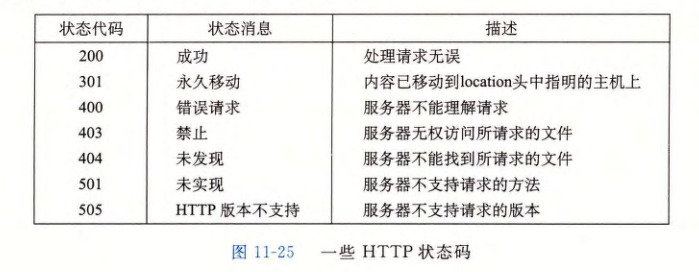 状态代码 状态消息 描述
200 成功 处理请求无误
301 永久移动 内容已移动到location头中指明的主机上
400 错误请求 服务器不能理解请求
403 禁止 服务器无权访问所请求的文件
404 未发现 服务器不能找到所请求的文件
501 未实现 服务器不支持请求的方法
505 HTTP 版本不支持 服务器不支持请求的版本
图 11-25 一些 HTTP 状态码